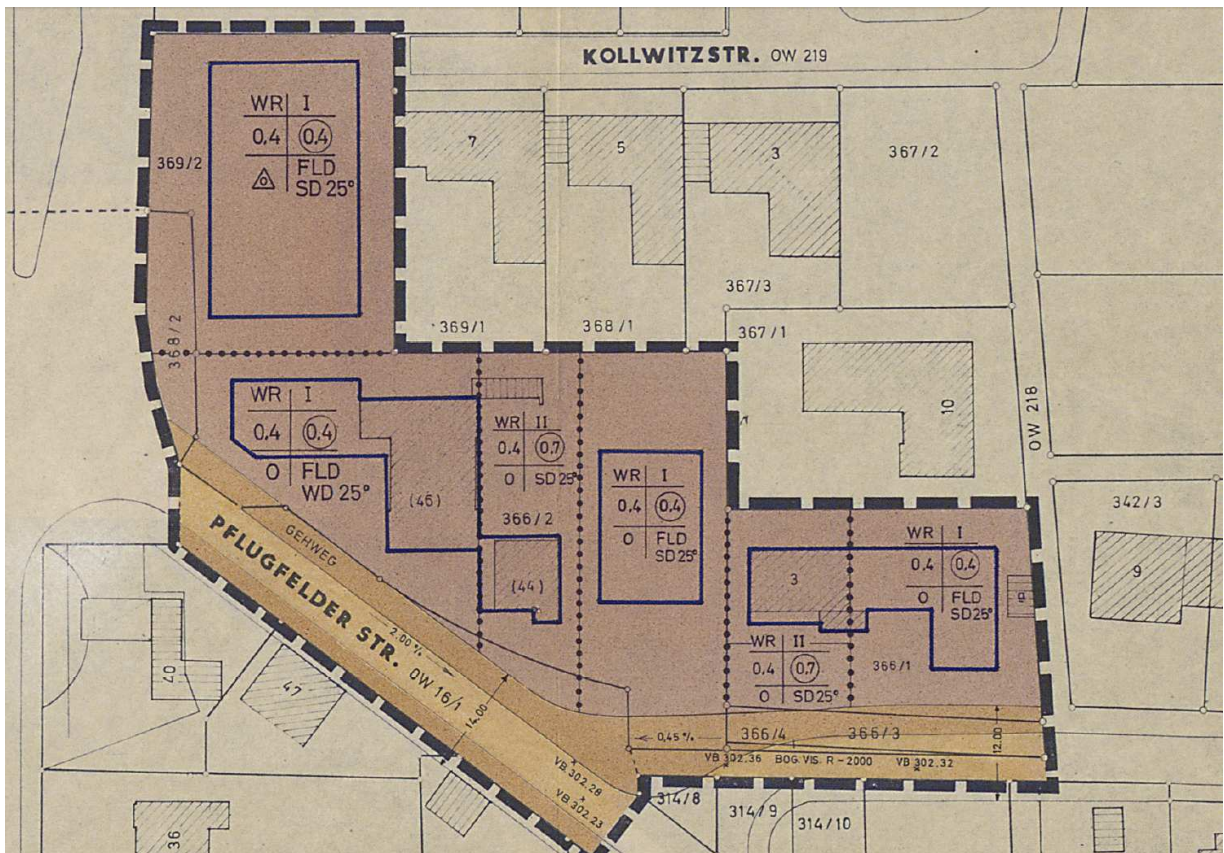 KOLLWITZSTR. OW 219
WR I
0,4 0,4
FLD
SD 25°
369/2
7
5
3
367/2
367/3
369/1
368/1
367/1
368/2
10
OW 218
WR I
0,4 0,4
O FLD
WD 25°
(46)
WR II
0,4 0,7
O SD 25°
366/2
(44)
WR I
0,4 0,4
O FLD
SD 25°
342/3
9
3
WR I
0,4 0,4
O FLD
SD 25°
WR II
0,4 0,7
O SD 25°
366/1
GEHWEG
PFLUGFELDER STR. OW 16/1
2,00 %
14.00
40
47
36
0,45 %
366/4
366/3
12.00
VB 302.36 BOG. VIS. R - 2000 VB 302.32
VB 302.28
VB 302.23
314/8
314/9
314/10